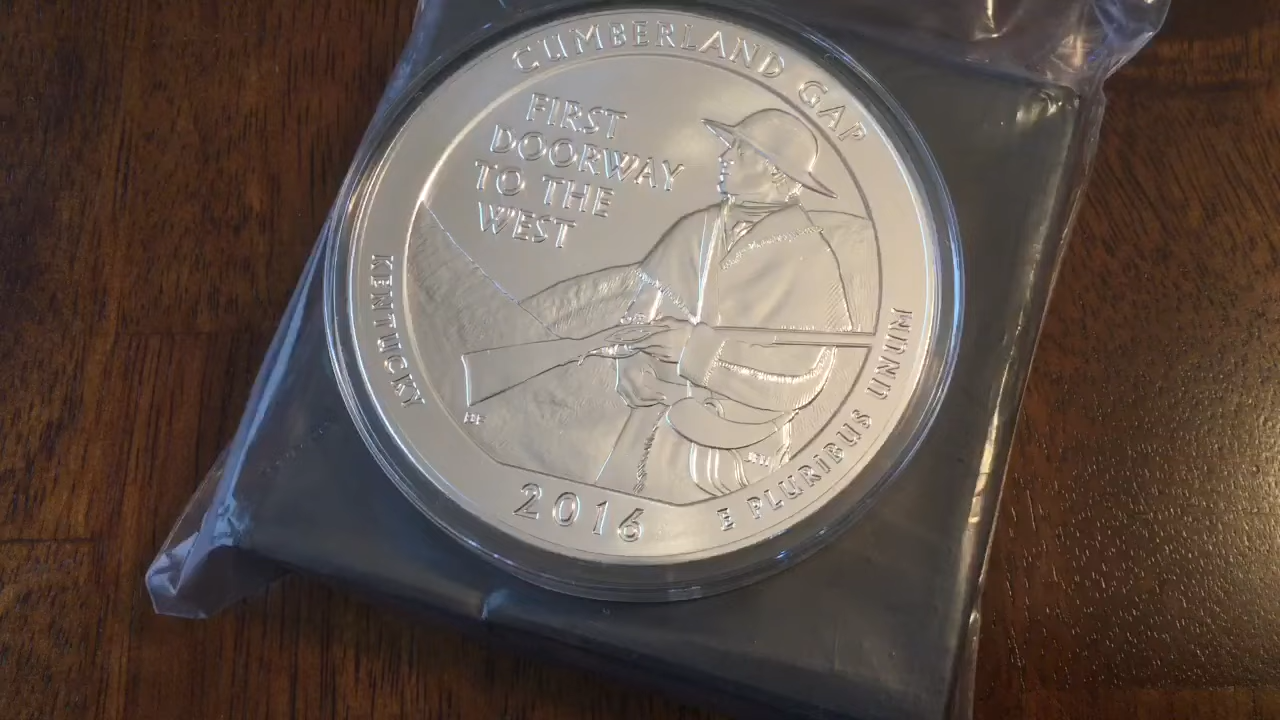 CUMBERLAND GAP
FIRST
DOORWAY
TO THE
WEST
KENTUCKY
2016
E PLURIBUS UNUM